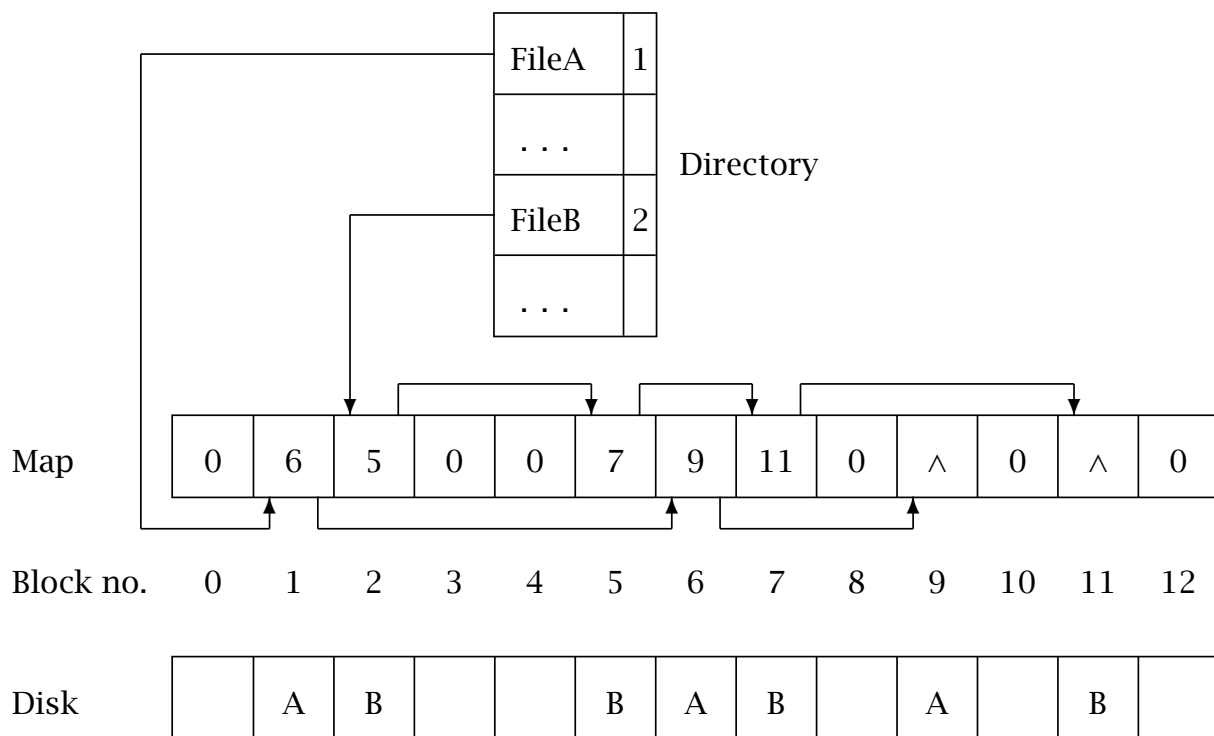 FileA 1
. . .
Directory
FileB 2
. . .
Map 0 6 5 0 0 7 9 11 0 ^ 0 ^ 0
Block no. 0 1 2 3 4 5 6 7 8 9 10 11 12
Disk A B B A B A B